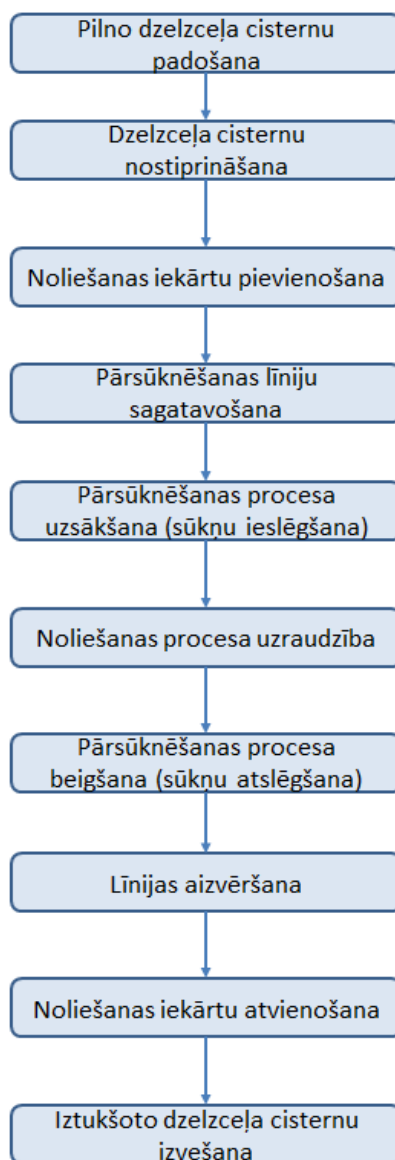 Pilno dzelzceļa cisternu
padošana
Dzelzceļa cisternu
nostiprināšana
Noliešanas iekārtu pievienošana
Pārsūknēšanas līniju
sagatavošana
Pārsūknēšanas procesa
uzsākšana (sūkņu ieslēgšana)
Noliešanas procesa uzraudzība
Pārsūknēšanas procesa
beigšana (sūkņu atslēgšana)
Līnijas aizvēršana
Noliešanas iekārtu atvienošana
Iztukšoto dzelzceļa cisternu
izvešana